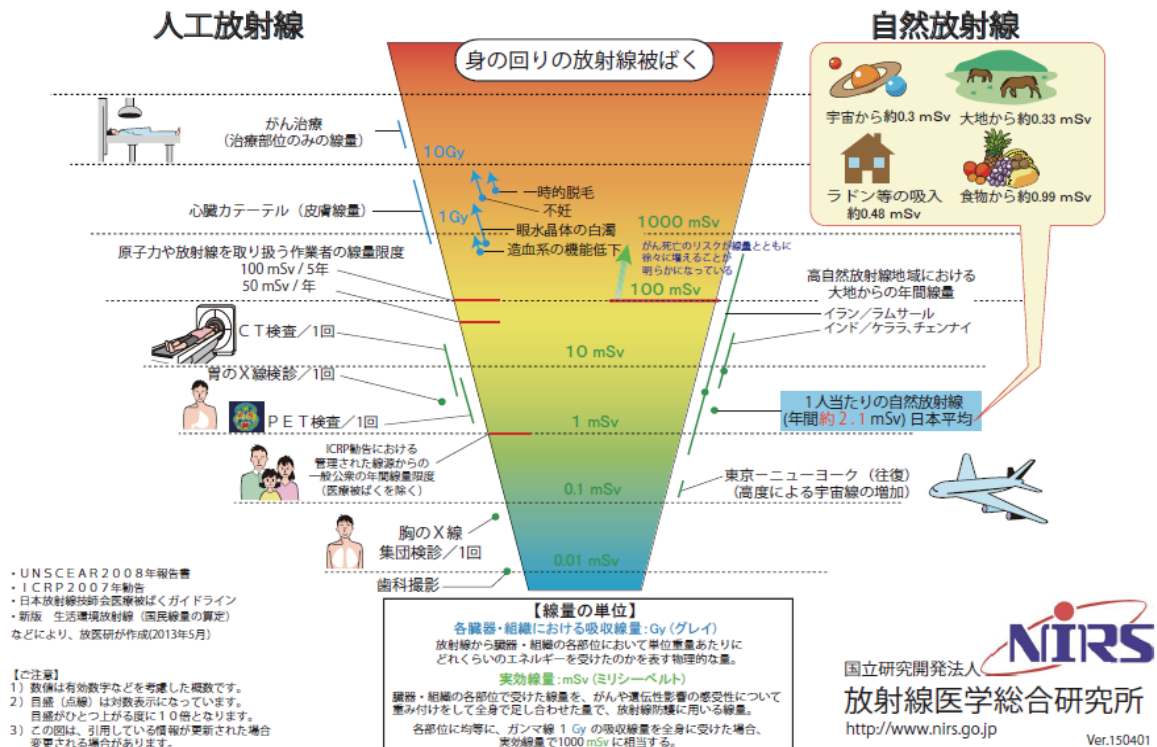 人工放射線
自然放射線
身の回りの放射線被ばく
がん治療
(治療部位のみの線量)
心臓カテーテル(皮膚線量)
原子力や放射線を取り扱う作業者の線量限度
100 mSv / 5年
50 mSv / 年
CT検査/1回
胃のX線検診/1回
PET検査/1回
ICRP勧告における
管理された線源からの
一般公衆の年間線量限度
(医療被ばくを除く)
胸のX線
集団検診/1回
歯科撮影
10Gy
1Gy
一時的脱毛
不妊
眼水晶体の白濁
造血系の機能低下
1000 mSv
がん死亡のリスクが線量とともに
徐々に増えることが
明らかになっている
100 mSv
10 mSv
1 mSv
0.1 mSv
0.01 mSv
宇宙から約0.3 mSv
大地から約0.33 mSv
ラドン等の吸入
約0.48 mSv
食物から約0.99 mSv
高自然放射線地域における
大地からの年間線量
イラン/ラムサール
インド/ケララ、チェンナイ
1人当たりの自然放射線
(年間約2.1 mSv) 日本平均
東京ーニューヨーク(往復)
(高度による宇宙線の増加)
・UNSCEAR2008年報告書
・ICRP2007年勧告
・日本放射線技師会医療被ばくガイドライン
・新版 生活環境放射線(国民線量の算定)
などにより、放医研が作成(2013年5月)
【ご注意】
1)数値は有効数字などを考慮した概数です。
2)目盛(点線)は対数表示になっています。
目盛がひとつ上がる度に10倍となります。
3)この図は、引用している情報が更新された場合
変更される場合があります。
【線量の単位】
各臓器・組織における吸収線量:Gy(グレイ)
放射線から臓器・組織の各部位において単位重量あたりに
どれくらいのエネルギーを受けたのかを表す物理的な量。
実効線量:mSv(ミリシーベルト)
臓器・組織の各部位で受けた線量を、がんや遺伝性影響の感受性について
重み付けをして全身で足し合わせた量で、放射線防護に用いる線量。
各部位に均等に、ガンマ線 1 Gy の吸収線量を全身に受けた場合、
実効線量で1000 mSv に相当する。
NIRS
国立研究開発法人
放射線医学総合研究所
http://www.nirs.go.jp
Ver.150401